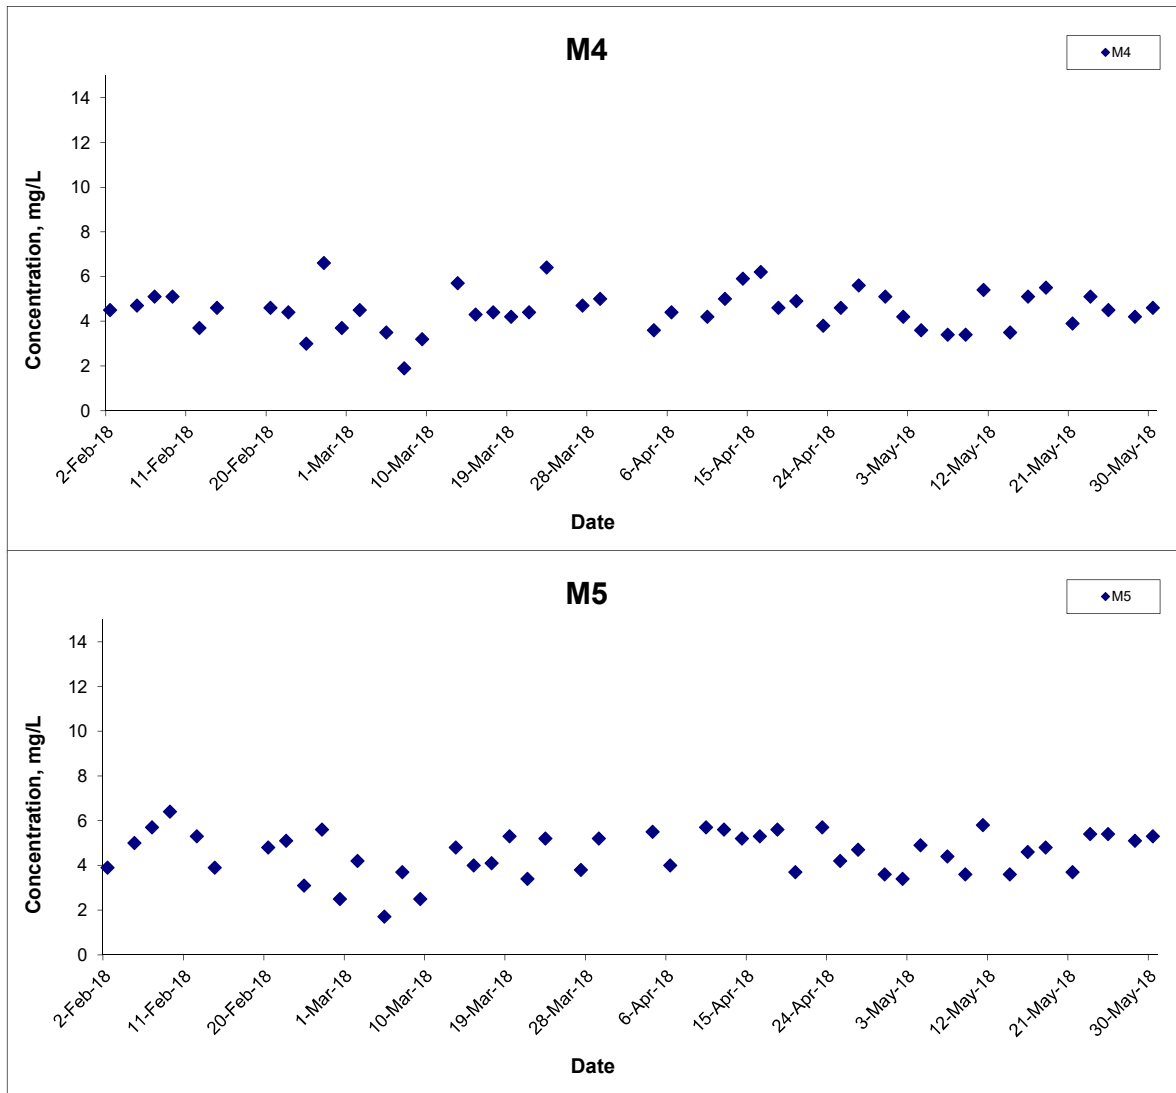 M4
M4
14
12
10
8
6
4
2
0
Concentration, mg/L
2-Feb-18
11-Feb-18
20-Feb-18
1-Mar-18
10-Mar-18
19-Mar-18
28-Mar-18
6-Apr-18
15-Apr-18
24-Apr-18
3-May-18
12-May-18
21-May-18
30-May-18
Date
M5
M5
14
12
10
8
6
4
2
0
Concentration, mg/L
2-Feb-18
11-Feb-18
20-Feb-18
1-Mar-18
10-Mar-18
19-Mar-18
28-Mar-18
6-Apr-18
15-Apr-18
24-Apr-18
3-May-18
12-May-18
21-May-18
30-May-18
Date